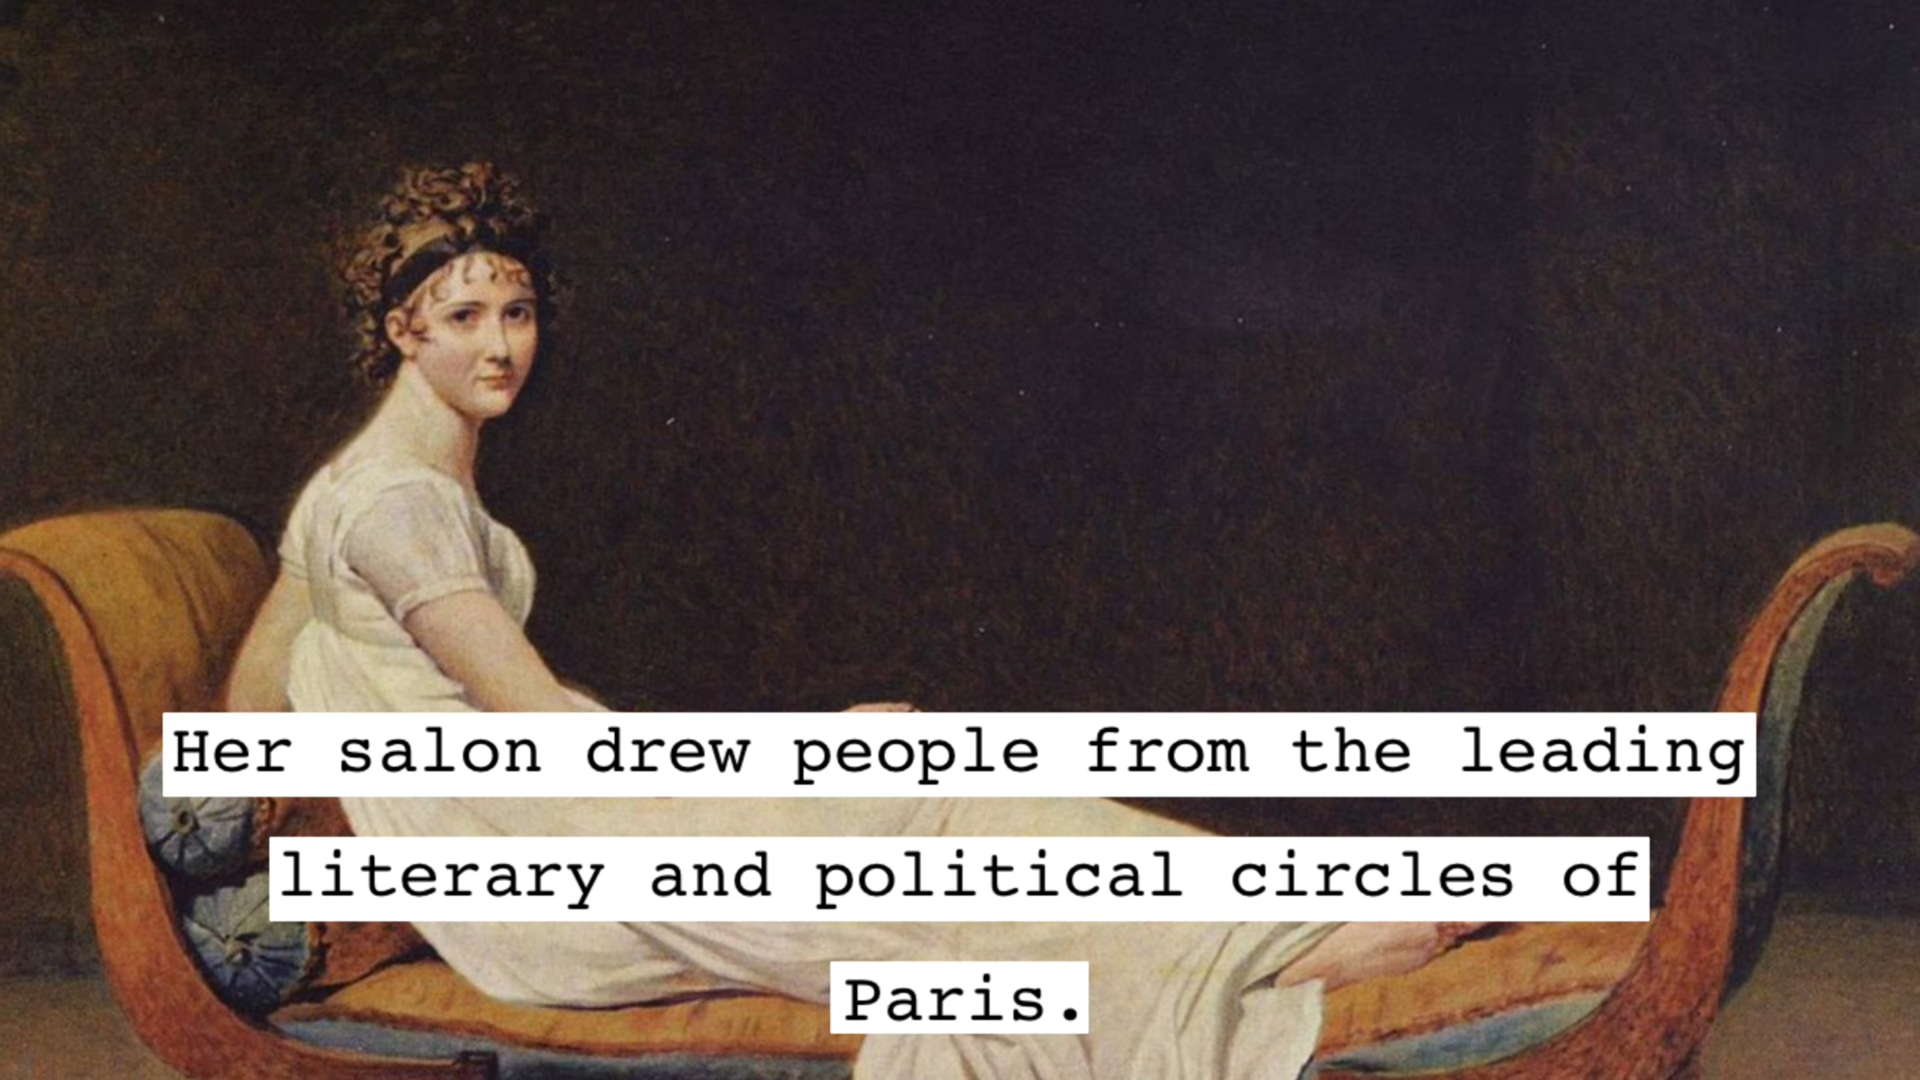 Her salon drew people from the leading
literary and political circles of
Paris.